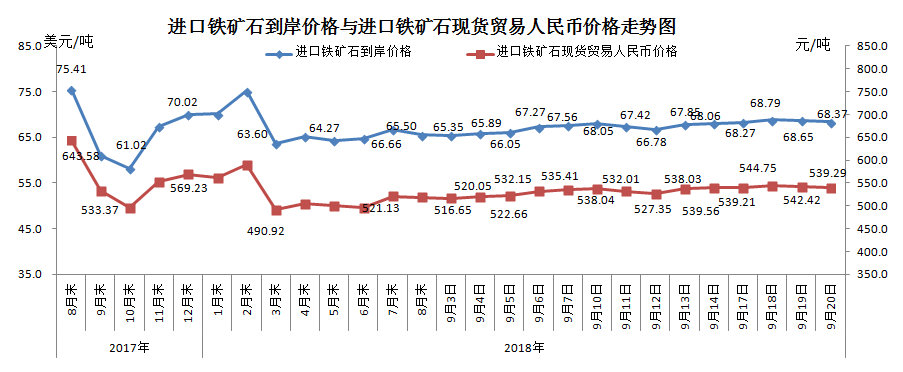 进口铁矿石到岸价格与进口铁矿石现货贸易人民币价格走势图
美元/吨
元/吨
进口铁矿石到岸价格
进口铁矿石现货贸易人民币价格
85.0
75.0
65.0
55.0
45.0
35.0
850.0
800.0
750.0
700.0
650.0
600.0
550.0
500.0
450.0
400.0
350.0
75.41
61.02
70.02
63.60
64.27
66.66
65.50
65.35
65.89
66.05
67.27
67.56
68.05
67.42
66.78
67.85
68.06
68.27
68.79
68.65
68.37
643.58
533.37
569.23
490.92
521.13
516.65
520.05
522.66
532.15
535.41
538.04
532.01
527.35
538.03
539.56
539.21
544.75
542.42
539.29
8月末
9月末
10月末
11月末
12月末
1月末
2月末
3月末
4月末
5月末
6月末
7月末
8月末
9月3日
9月4日
9月5日
9月6日
9月7日
9月10日
9月11日
9月12日
9月13日
9月14日
9月17日
9月18日
9月19日
9月20日
2017年
2018年